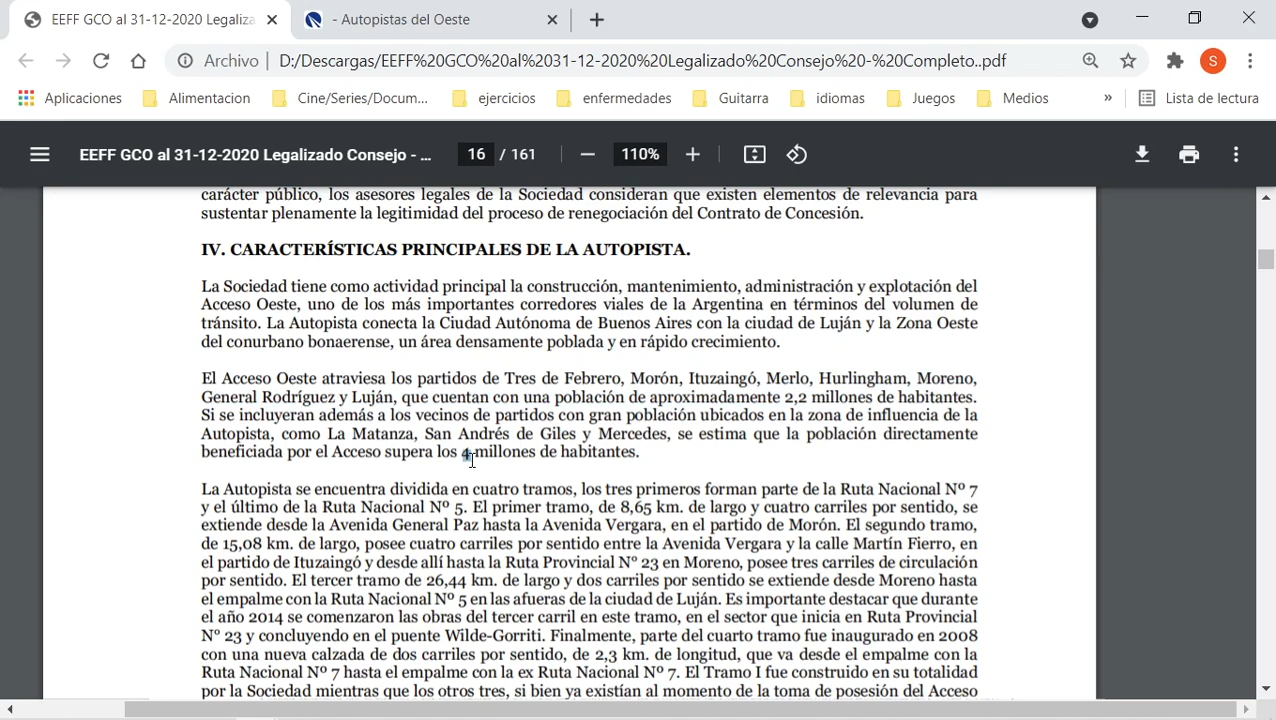 EEFF GCO al 31-12-2020 Legaliza
- Autopistas del Oeste
Archivo
D:/Descargas/EEFF%20GCO%20al%2031-12-2020%20Legalizado%20Consejo%20-%20Completo..pdf
S
Aplicaciones
Alimentacion
Cine/Series/Docum...
ejercicios
enfermedades
Guitarra
idiomas
Juegos
Medios
»
Lista de lectura
EEFF GCO al 31-12-2020 Legalizado Consejo - ...
16 / 161
110%
carácter público, los asesores legales de la Sociedad consideran que existen elementos de relevancia para
sustentar plenamente la legitimidad del proceso de renegociación del Contrato de Concesión.
IV. CARACTERÍSTICAS PRINCIPALES DE LA AUTOPISTA.
La Sociedad tiene como actividad principal la construcción, mantenimiento, administración y explotación del
Acceso Oeste, uno de los más importantes corredores viales de la Argentina en términos del volumen de
tránsito. La Autopista conecta la Ciudad Autónoma de Buenos Aires con la ciudad de Luján y la Zona Oeste
del conurbano bonaerense, un área densamente poblada y en rápido crecimiento.
El Acceso Oeste atraviesa los partidos de Tres de Febrero, Morón, Ituzaingó, Merlo, Hurlingham, Moreno,
General Rodríguez y Luján, que cuentan con una población de aproximadamente 2,2 millones de habitantes.
Si se incluyeran además a los vecinos de partidos con gran población ubicados en la zona de influencia de la
Autopista, como La Matanza, San Andrés de Giles y Mercedes, se estima que la población directamente
beneficiada por el Acceso supera los 4 millones de habitantes.
La Autopista se encuentra dividida en cuatro tramos, los tres primeros forman parte de la Ruta Nacional Nº 7
y el último de la Ruta Nacional Nº 5. El primer tramo, de 8,65 km. de largo y cuatro carriles por sentido, se
extiende desde la Avenida General Paz hasta la Avenida Vergara, en el partido de Morón. El segundo tramo,
de 15,08 km. de largo, posee cuatro carriles por sentido entre la Avenida Vergara y la calle Martín Fierro, en
el partido de Ituzaingó y desde allí hasta la Ruta Provincial N° 23 en Moreno, posee tres carriles de circulación
por sentido. El tercer tramo de 26,44 km. de largo y dos carriles por sentido se extiende desde Moreno hasta
el empalme con la Ruta Nacional Nº 5 en las afueras de la ciudad de Luján. Es importante destacar que durante
el año 2014 se comenzaron las obras del tercer carril en este tramo, en el sector que inicia en Ruta Provincial
N° 23 y concluyendo en el puente Wilde-Gorriti. Finalmente, parte del cuarto tramo fue inaugurado en 2008
con una nueva calzada de dos carriles por sentido, de 2,3 km. de longitud, que va desde el empalme con la
Ruta Nacional Nº 7 hasta el empalme con la ex Ruta Nacional Nº 7. El Tramo I fue construido en su totalidad
por la Sociedad mientras que los otros tres, si bien ya existían al momento de la toma de posesión del Acceso